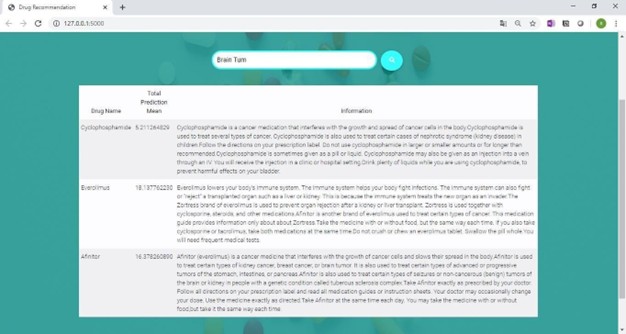 Drug Recommendation
127.0.0.1:5000
Brain Tum
Drug Name Total Prediction Mean Information
Cyclophosphamide 5.211264829 Cyclophosphamide is a cancer medication that interferes with the growth and spread of cancer cells in the body.Cyclophosphamide is
used to treat several types of cancer. Cyclophosphamide is also used to treat certain cases of nephrotic syndrome (kidney disease) in
children.Follow the directions on your prescription label. Do not use cyclophosphamide in larger or smaller amounts or for longer than
recommended.Cyclophosphamide is sometimes given as a pill or liquid. Cyclophosphamide may also be given as an injection into a vein
through an IV. You will receive the injection in a clinic or hospital setting.Drink plenty of liquids while you are using cyclophosphamide, to
prevent harmful affects on your bladder.
Everolimus 18.137762238 Everolimus lowers your body's immune system. The immune system helps your body fight infections. The immune system can also fight
or "reject" a transplanted organ such as a liver or kidney. This is because the immune system treats the new organ as an invader.The
Zortress brand of everolimus is used to prevent organ rejection after a kidney or liver transplant. Zortress is used together with
cyclosporine, steroids, and other medications.Afinitor is another brand of everolimus used to treat certain types of cancer. This medication
guide provides information only about about Zortress.Take the medicine with or without food, but the same way each time. If you also take
cyclosporine or tacrolimus, take both medications at the same time.Do not crush or chew an everolimus tablet. Swallow the pill whole.You
will need frequent medical tests.
Afinitor 16.378260893 Afinitor (everolimus) is a cancer medicine that interferes with the growth of cancer cells and slows their spread in the body.Afinitor is
used to treat certain types of kidney cancer, breast cancer, or brain tumor. It is also used to treat certain types of advanced or progressive
tumors of the stomach, intestines, or pancreas.Afinitor is also used to treat certain types of seizures or non-cancerous (benign) tumors of
the brain or kidney in people with a genetic condition called tuberous sclerosis complex.Take Afinitor exactly as prescribed by your doctor.
Follow all directions on your prescription label and read all medication guides or instruction sheets. Your doctor may occasionally change
your dose. Use the medicine exactly as directed.Take Afinitor at the same time each day. You may take the medicine with or without
food,but take it the same way each time.